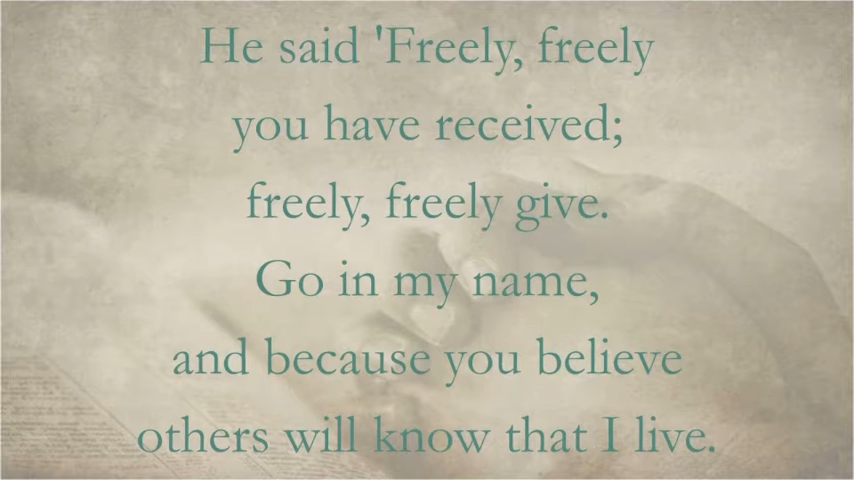 He said 'Freely, freely
you have received;
freely, freely give.
Go in my name,
and because you believe
others will know that I live.